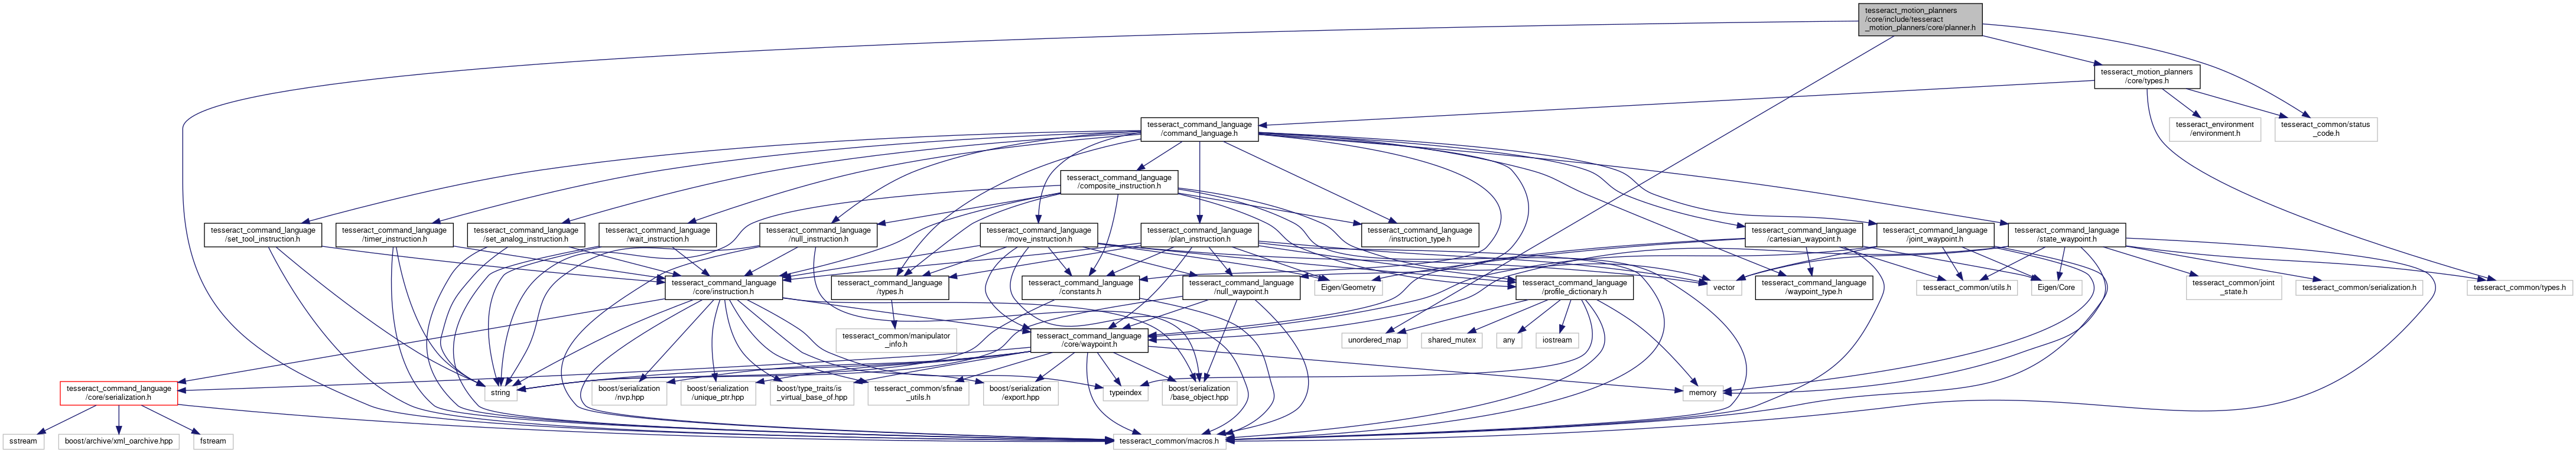 tesseract_motion_planners
/core/include/tesseract
_motion_planners/core/planner.h
tesseract_motion_planners
/core/types.h
tesseract_command_language
/command_language.h
tesseract_environment
/environment.h
tesseract_common/status
_code.h
tesseract_command_language
/composite_instruction.h
tesseract_command_language
/set_tool_instruction.h
tesseract_command_language
/timer_instruction.h
tesseract_command_language
/set_analog_instruction.h
tesseract_command_language
/wait_instruction.h
tesseract_command_language
/null_instruction.h
tesseract_command_language
/move_instruction.h
tesseract_command_language
/plan_instruction.h
tesseract_command_language
/instruction_type.h
tesseract_command_language
/cartesian_waypoint.h
tesseract_command_language
/joint_waypoint.h
tesseract_command_language
/state_waypoint.h
tesseract_command_language
/core/instruction.h
tesseract_command_language
/types.h
tesseract_command_language
/constants.h
tesseract_command_language
/null_waypoint.h
Eigen/Geometry
tesseract_command_language
/profile_dictionary.h
vector
tesseract_command_language
/waypoint_type.h
tesseract_common/utils.h
Eigen/Core
tesseract_common/joint
_state.h
tesseract_common/serialization.h
tesseract_common/types.h
tesseract_common/manipulator
_info.h
tesseract_command_language
/core/waypoint.h
unordered_map
shared_mutex
any
iostream
tesseract_command_language
/core/serialization.h
string
boost/serialization
/nvp.hpp
boost/serialization
/unique_ptr.hpp
boost/type_traits/is
_virtual_base_of.hpp
tesseract_common/sfinae
_utils.h
boost/serialization
/export.hpp
typeindex
boost/serialization
/base_object.hpp
memory
sstream
boost/archive/xml_oarchive.hpp
fstream
tesseract_common/macros.h